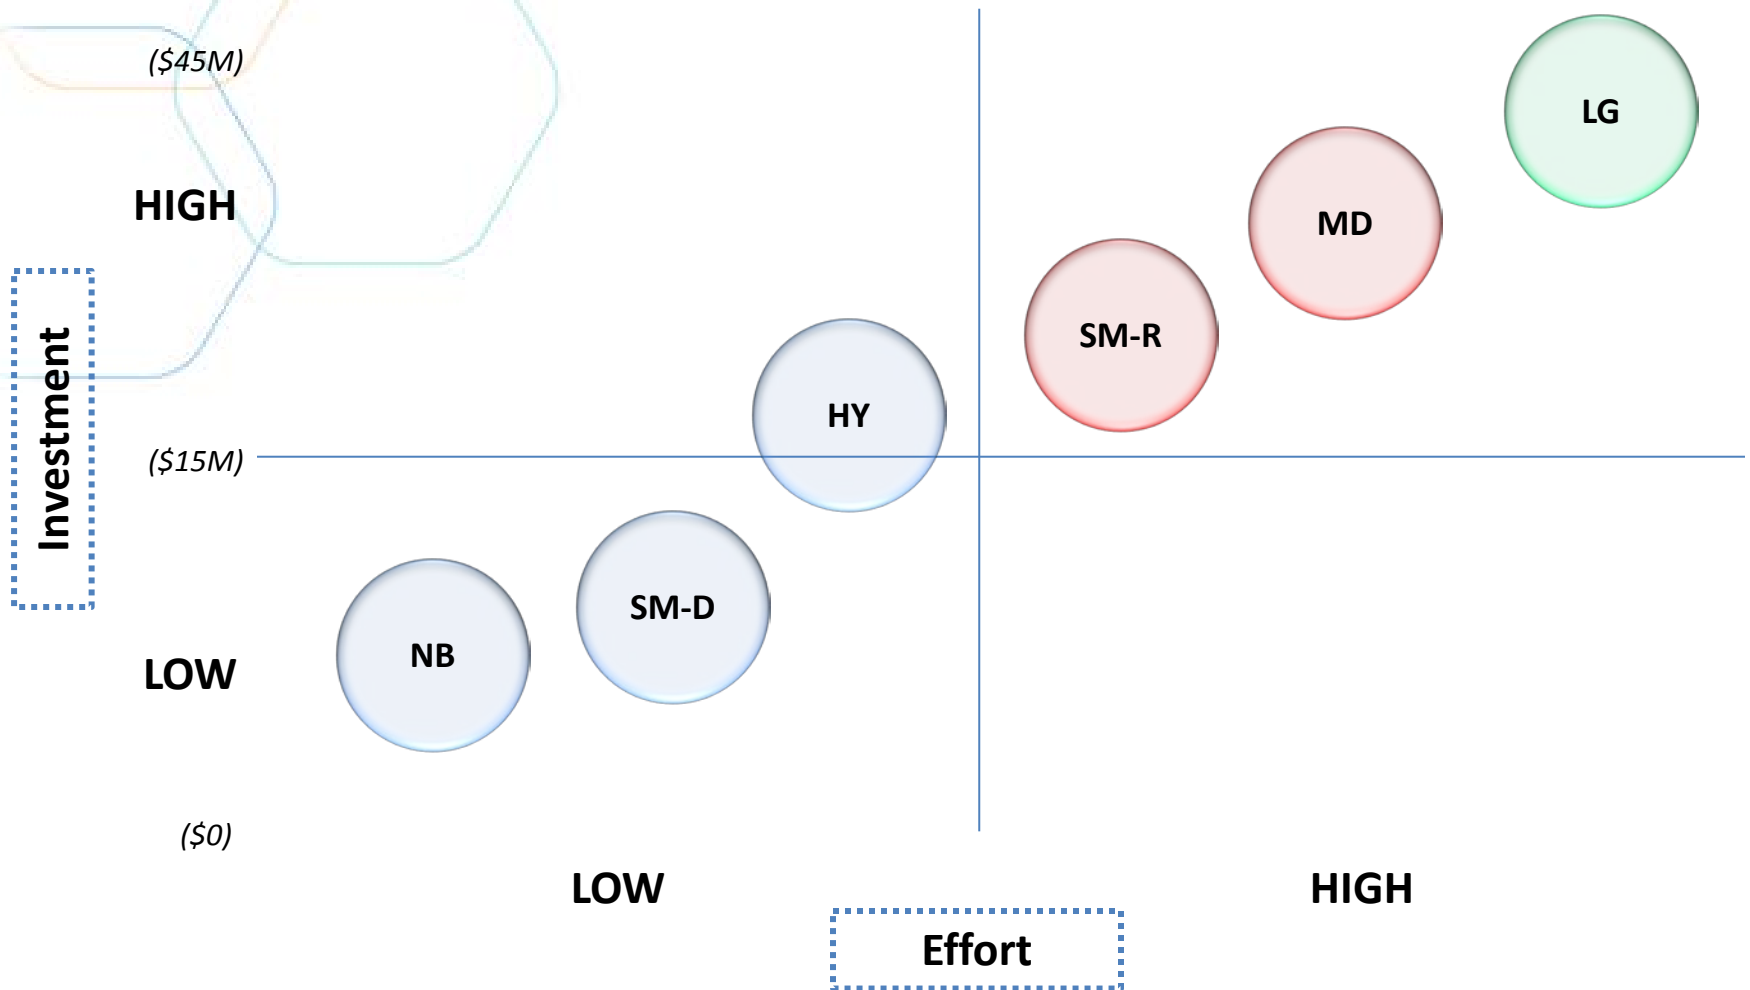 ($45M)
LG
HIGH
MD
SM-R
Investment
HY
($15M)
SM-D
NB
LOW
($0)
LOW
HIGH
Effort